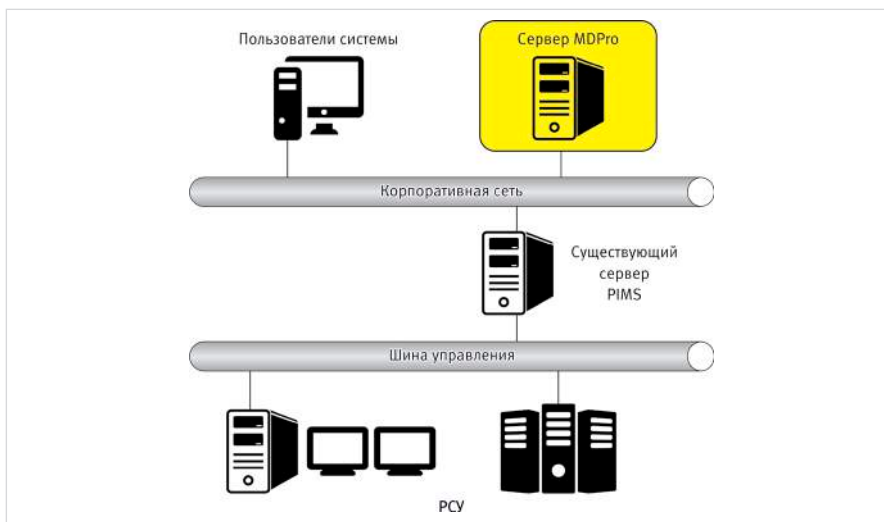 Пользователи системы
Сервер MDPro
Корпоративная сеть
Существующий
сервер
PIMS
Шина управления
РСУ